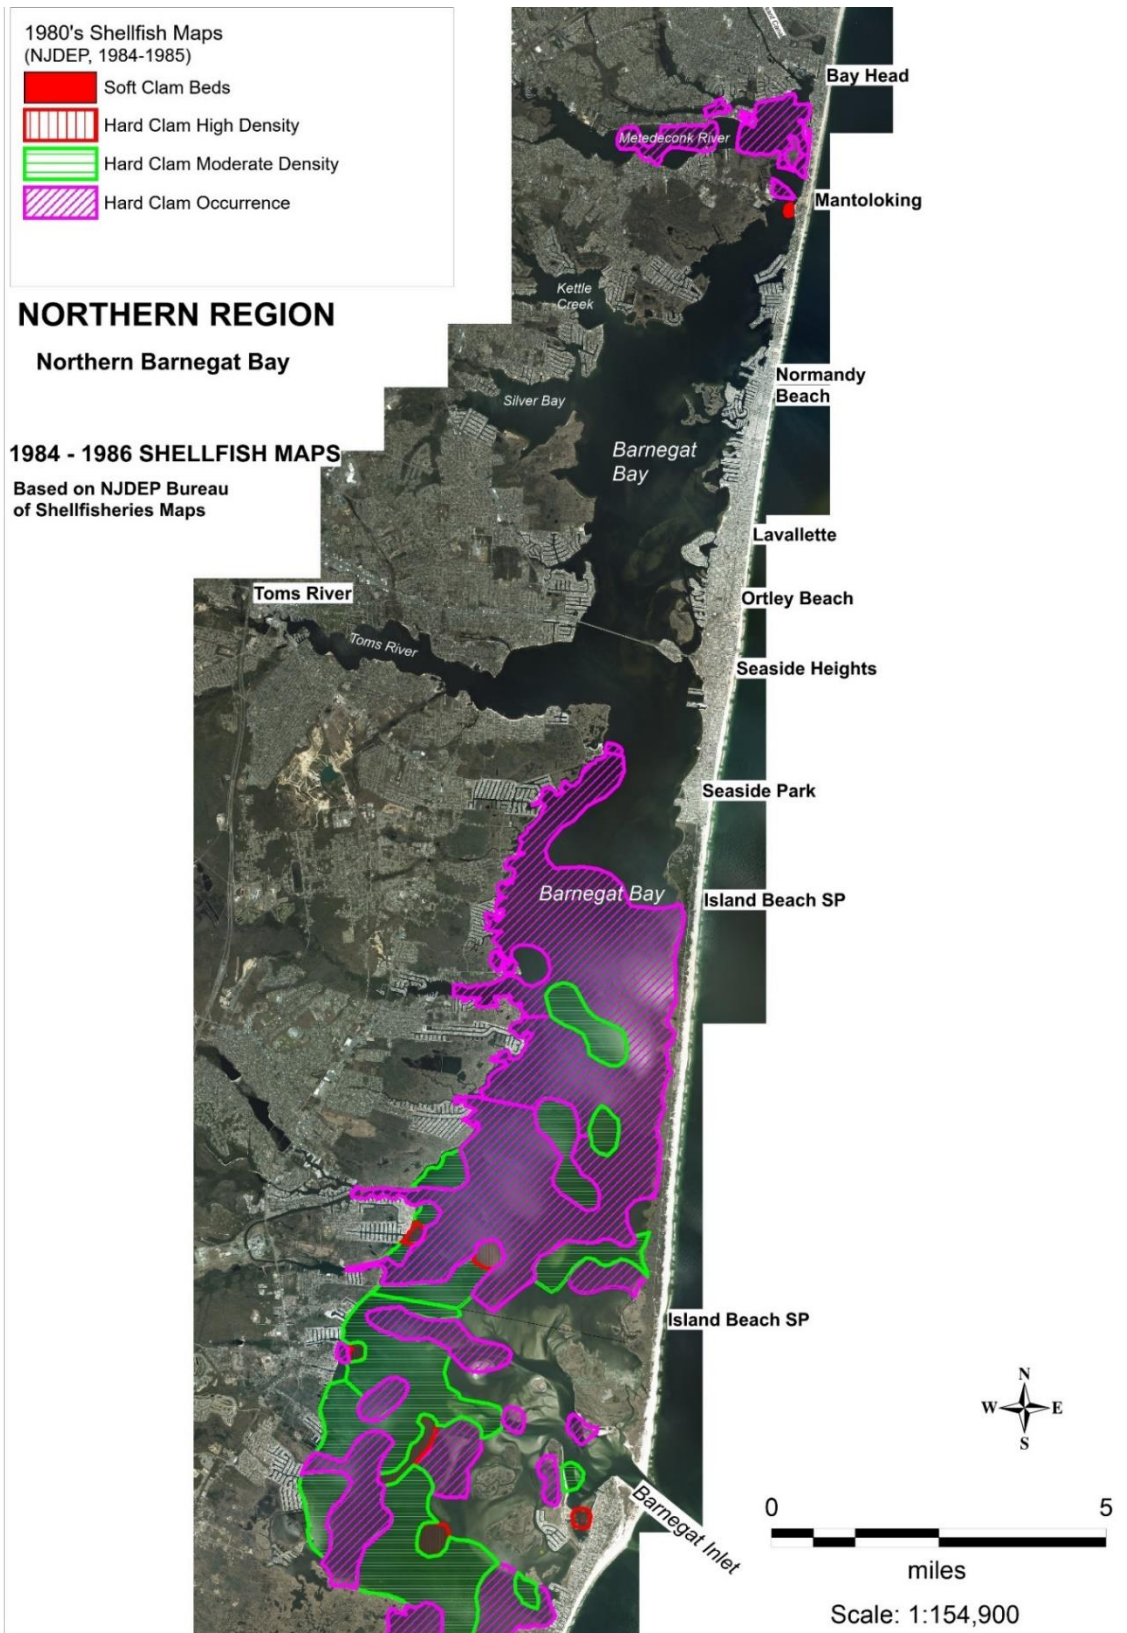 1980's Shellfish Maps
(NJDEP, 1984-1985)
Soft Clam Beds
Hard Clam High Density
Hard Clam Moderate Density
Hard Clam Occurrence
NORTHERN REGION
Northern Barnegat Bay
1984 - 1986 SHELLFISH MAPS
Based on NJDEP Bureau
of Shellfisheries Maps
Bay Head
Metedeconk River
Mantoloking
Kettle
Creek
Normandy
Beach
Silver Bay
Barnegat
Bay
Lavallette
Toms River
Ortley Beach
Toms River
Seaside Heights
Seaside Park
Barnegat Bay
Island Beach SP
Island Beach SP
N
W
E
S
Barnegat Inlet
0
5
miles
Scale: 1:154,900